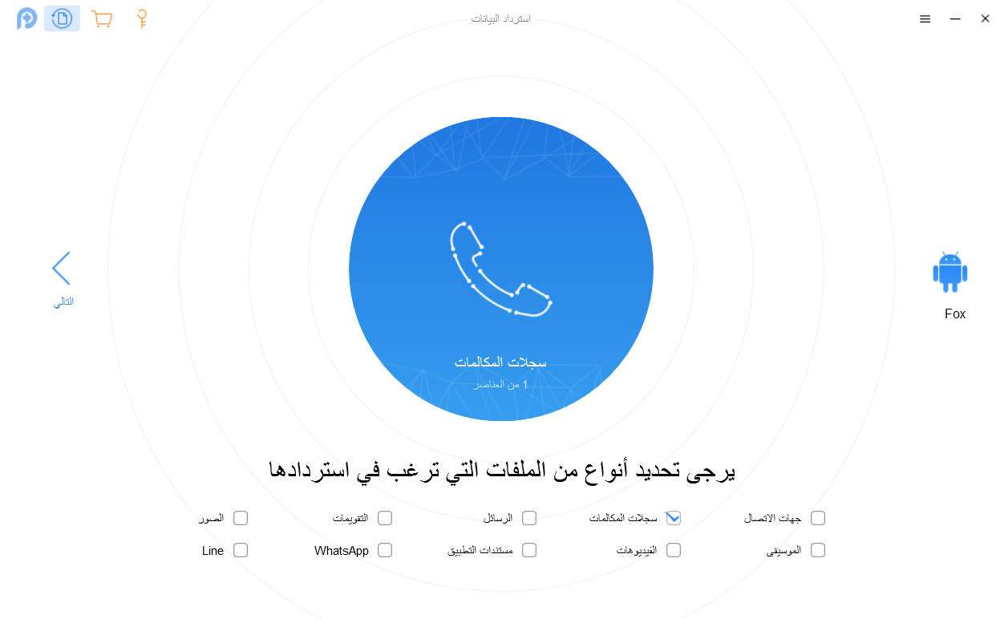 استرداد البيانات
Fox
التالي
سجلات المكالمات
1 من العناصر
يرجى تحديد أنواع من الملفات التي ترغب في استردادها
جهات الاتصال سجلات المكالمات الرسائل التقويمات الصور
الموسيقى الفيديوهات مستندات التطبيق WhatsApp Line